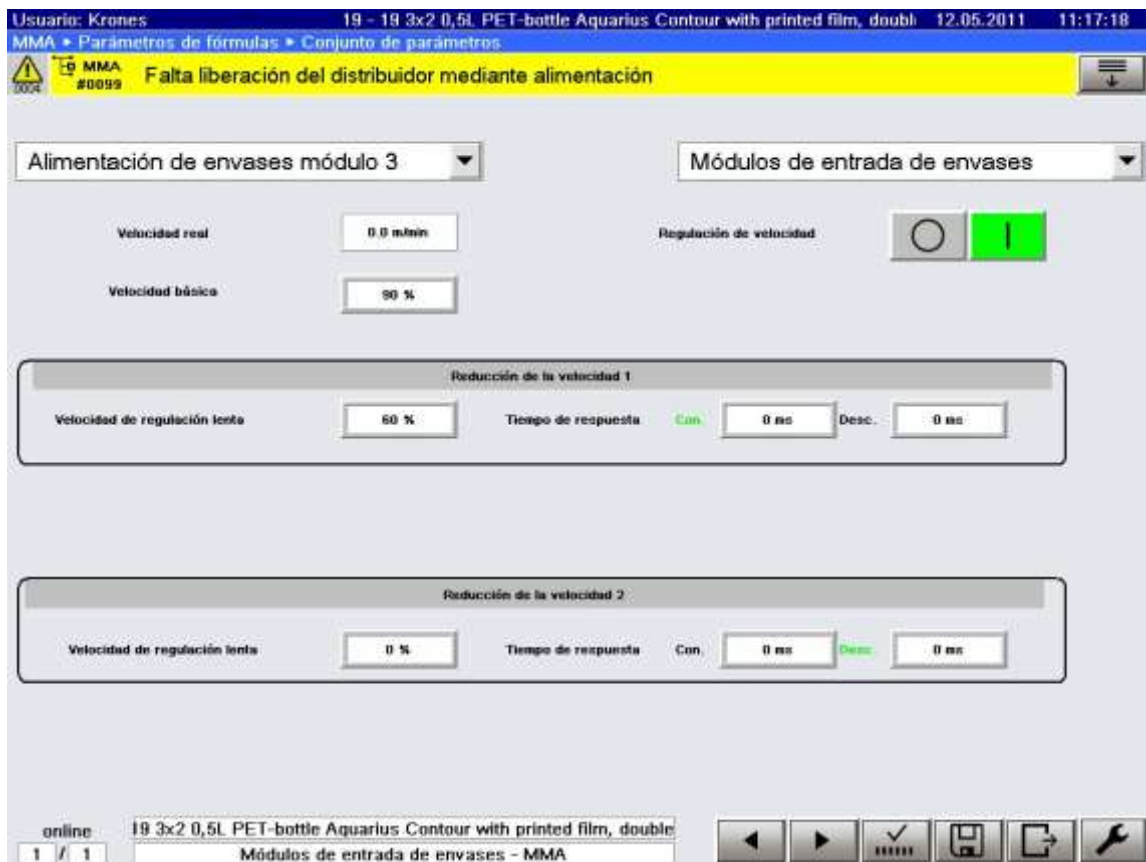 Usuario: Krones 19 - 19 3x2 0,5L PET-bottle Aquarius Contour with printed film, doubl 12.05.2011 11:17:18
MMA ▸ Parámetros de fórmulas ▸ Conjunto de parámetros
0004 MMA #0099 Falta liberación del distribuidor mediante alimentación
Alimentación de envases módulo 3 Módulos de entrada de envases
Velocidad real 0.0 m/min Regulación de velocidad
Velocidad básica 90 %
Reducción de la velocidad 1
Velocidad de regulación lenta 60 % Tiempo de respuesta Con. 0 ms Desc. 0 ms
Reducción de la velocidad 2
Velocidad de regulación lenta 0 % Tiempo de respuesta Con. 0 ms Desc. 0 ms
online 19 3x2 0,5L PET-bottle Aquarius Contour with printed film, double
1 / 1 Módulos de entrada de envases - MMA